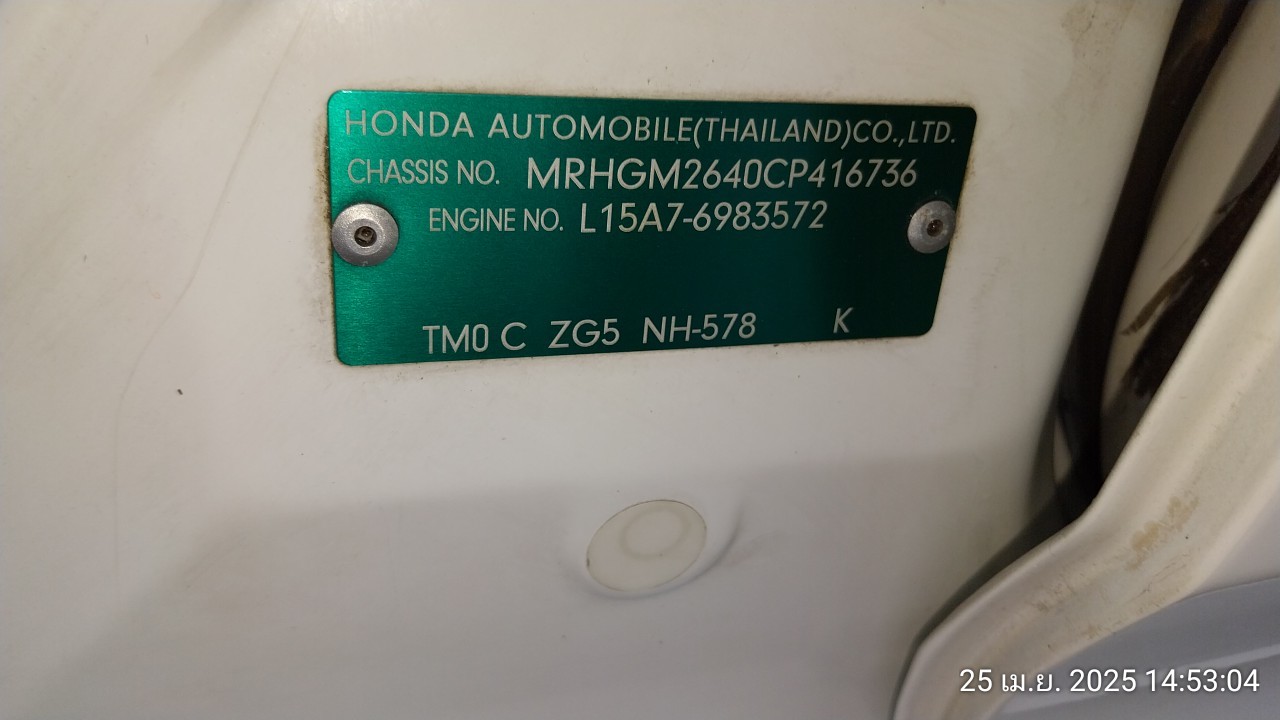 HONDA AUTOMOBILE(THAILAND)CO.,LTD.
CHASSIS NO. MRHGM2640CP416736
ENGINE NO. L15A7-6983572
TM0 C ZG5 NH-578 K
25 เม.ย. 2025 14:53:04